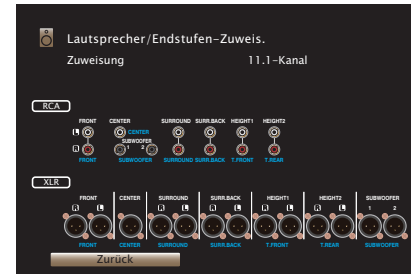 Lautsprecher/Endstufen-Zuweis.
Zuweisung 11.1-Kanal
RCA
FRONT CENTER SURROUND SURR.BACK HEIGHT1 HEIGHT2
L CENTER
SUBWOOFER
R 1 2
FRONT SUBWOOFER SURROUND SURR.BACK T.FRONT T.REAR
XLR
FRONT CENTER SURROUND SURR.BACK HEIGHT1 HEIGHT2 SUBWOOFER
R L R L R L R L R L 1 2
FRONT CENTER SURROUND SURR.BACK T.FRONT T.REAR SUBWOOFER
Zurück